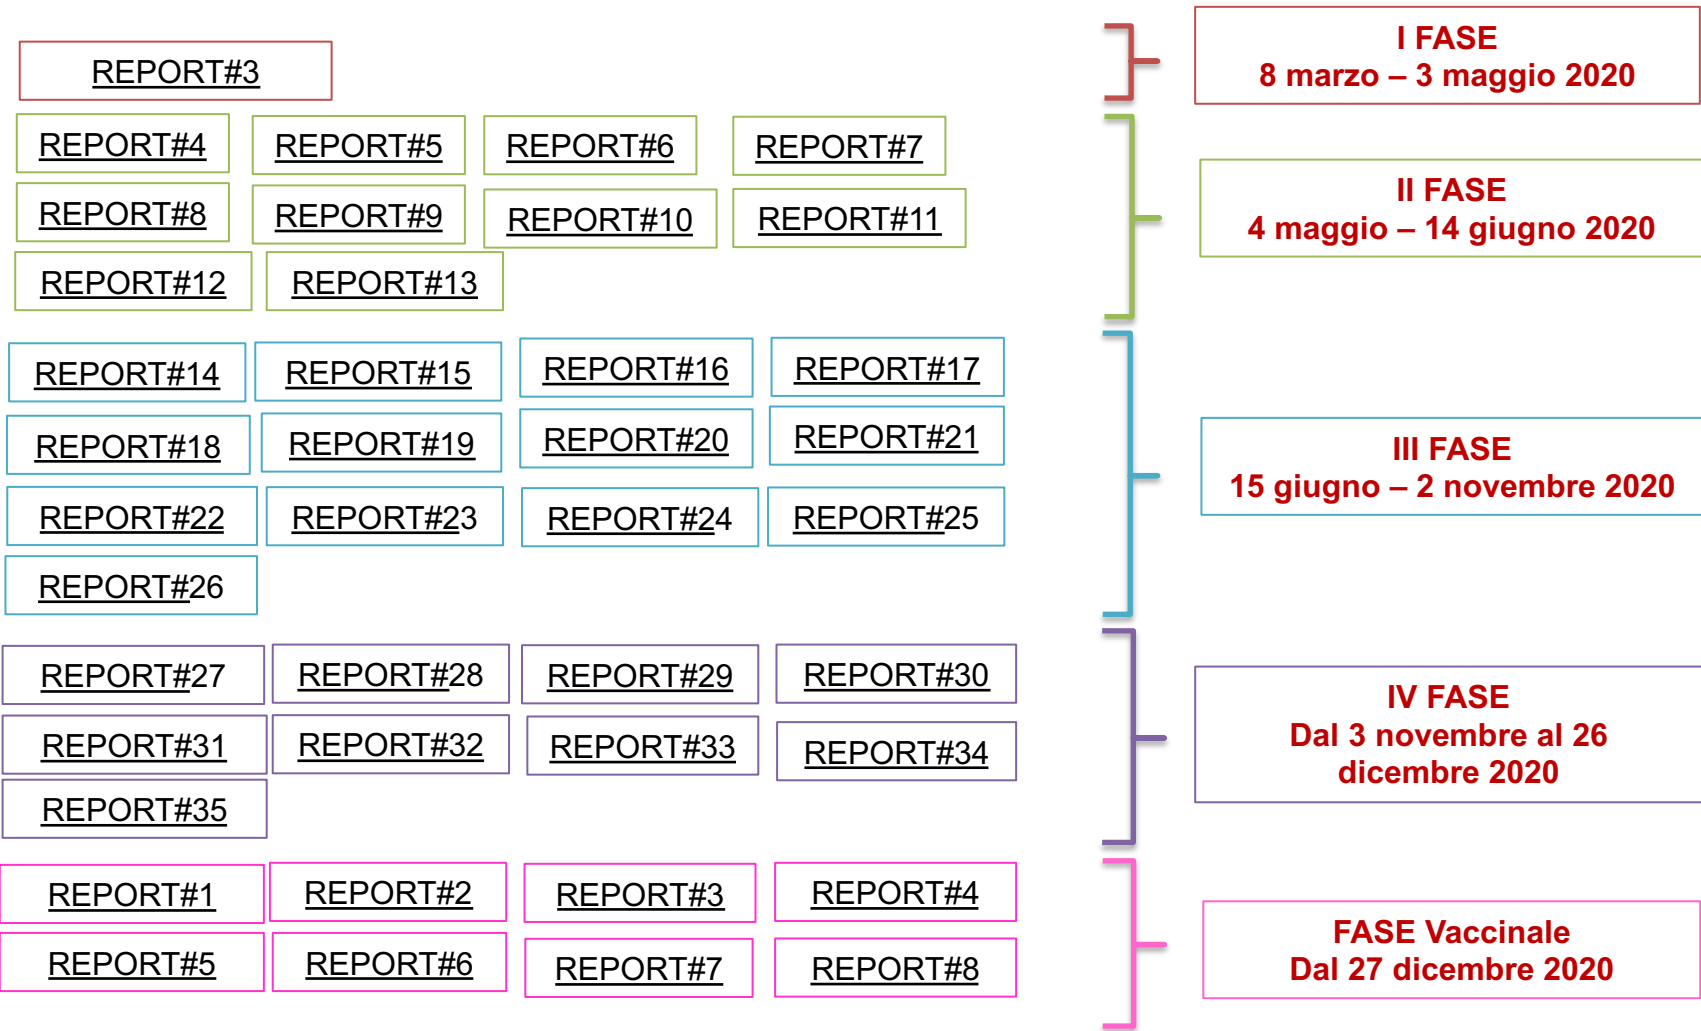 REPORT#3
I FASE
8 marzo – 3 maggio 2020
REPORT#4 REPORT#5 REPORT#6 REPORT#7
REPORT#8 REPORT#9 REPORT#10 REPORT#11
REPORT#12 REPORT#13
II FASE
4 maggio – 14 giugno 2020
REPORT#14 REPORT#15 REPORT#16 REPORT#17
REPORT#18 REPORT#19 REPORT#20 REPORT#21
REPORT#22 REPORT#23 REPORT#24 REPORT#25
REPORT#26
III FASE
15 giugno – 2 novembre 2020
REPORT#27 REPORT#28 REPORT#29 REPORT#30
REPORT#31 REPORT#32 REPORT#33 REPORT#34
REPORT#35
IV FASE
Dal 3 novembre al 26
dicembre 2020
REPORT#1 REPORT#2 REPORT#3 REPORT#4
REPORT#5 REPORT#6 REPORT#7 REPORT#8
FASE Vaccinale
Dal 27 dicembre 2020